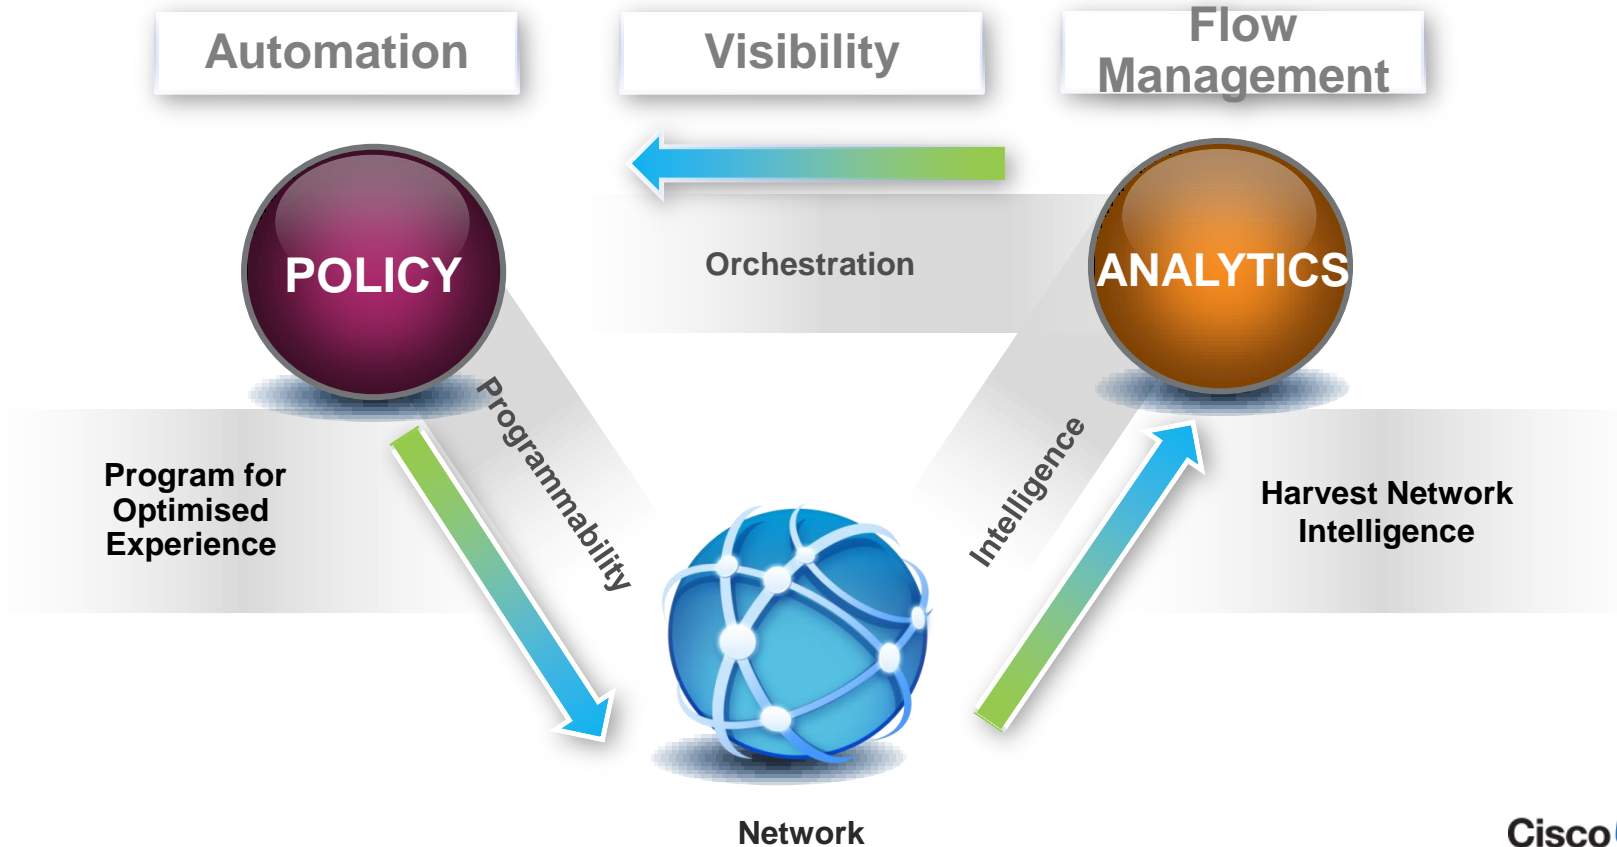 Automation
Visibility
Flow
Management
POLICY
Orchestration
ANALYTICS
Programmability
Intelligence
Program for
Optimised
Experience
Harvest Network
Intelligence
Network
Cisco